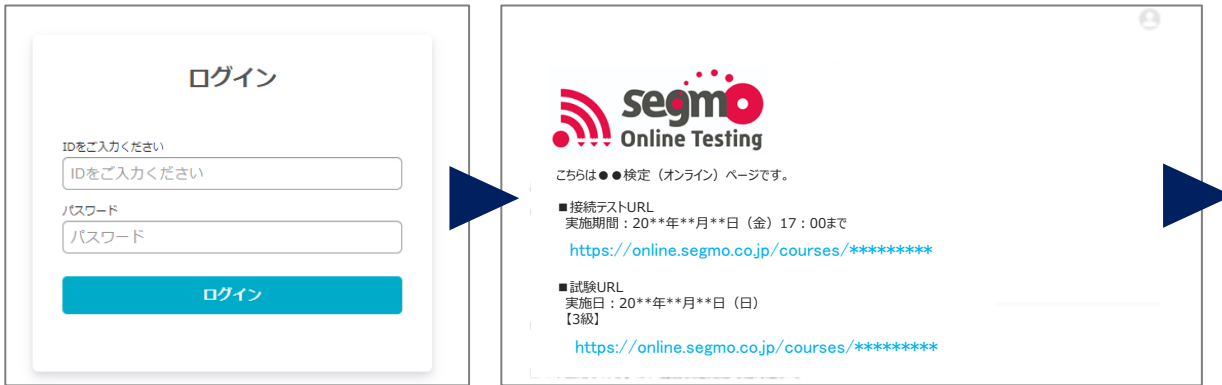 ログイン
IDをご入力ください
IDをご入力ください
パスワード
パスワード
ログイン
segmo
Online Testing
こちらは●●検定（オンライン）ページです。
■接続テストURL
実施期間：20**年**月**日（金）17：00まで
https://online.segmo.co.jp/courses/*********
■試験URL
実施日：20**年**月**日（日）
【3級】
https://online.segmo.co.jp/courses/*********